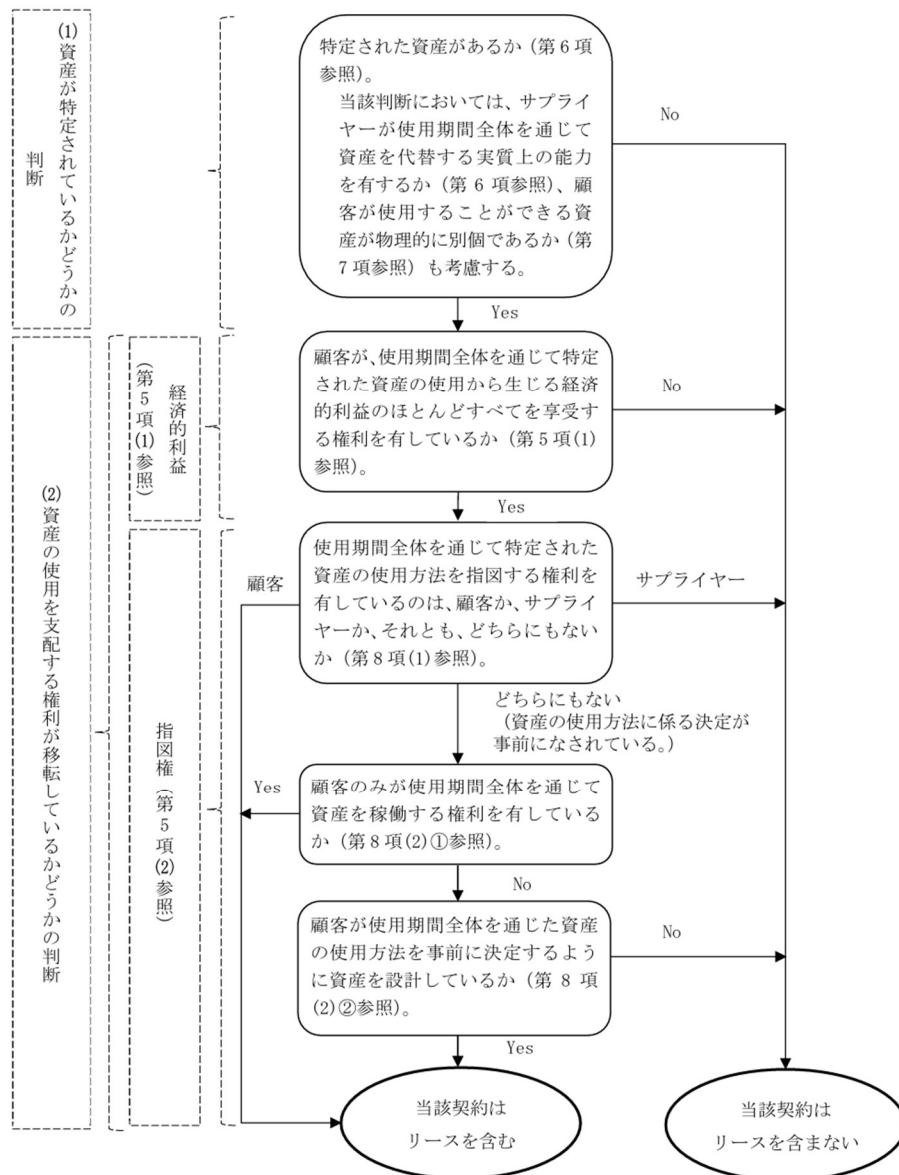 (1)資産が特定されているかどうかの
判断
特定された資産があるか（第6項
参照）。
当該判断においては、サプライ
ヤーが使用期間全体を通じて
資産を代替する実質上の能力
を有するか（第6項参照）、顧
客が使用することができる資
産が物理的に別個であるか（第
7項参照）も考慮する。
No
Yes
(2)資産の使用を支配する権利が移転しているかどうかの判断
経済的利益
（第5項(1)参照）
顧客が、使用期間全体を通じて特定
された資産の使用から生じる経済
的利益のほとんどすべてを享受す
る権利を有しているか（第5項(1)
参照）。
No
Yes
指図権（第5項(2)参照）
使用期間全体を通じて特定された
資産の使用方法を指図する権利を
有しているのは、顧客か、サプライ
ヤーか、それとも、どちらにもない
か（第8項(1)参照）。
顧客
サプライヤー
どちらにもない
（資産の使用方法に係る決定が
事前になされている。）
顧客のみが使用期間全体を通じて
資産を稼働する権利を有している
か（第8項(2)①参照）。
Yes
No
顧客が使用期間全体を通じた資産
の使用方法を事前に決定するよう
に資産を設計しているか（第 8 項
(2)②参照）。
No
Yes
当該契約は
リースを含む
当該契約は
リースを含まない